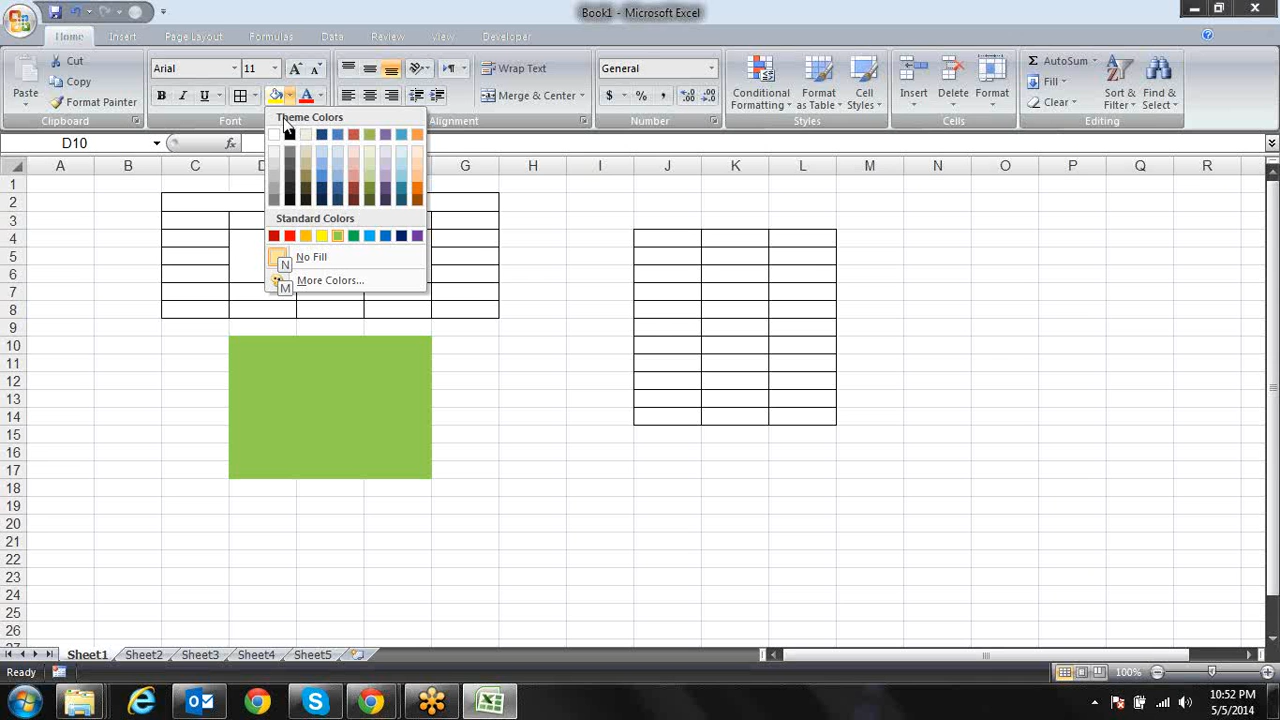 Book1 - Microsoft Excel
Home Insert Page Layout Formulas Data Review View Developer
Paste
Cut
Copy
Format Painter
Clipboard
Arial 11
B I U
Font
Wrap Text
Merge & Center
Alignment
General
$ % ,
Number
Conditional Formatting
Format as Table
Cell Styles
Styles
Insert Delete Format
Cells
AutoSum
Fill
Clear
Sort & Filter
Find & Select
Editing
D10 fx
Theme Colors
Standard Colors
No Fill
N
More Colors...
M
A B C D G H I J K L M N O P Q R
1
2
3
4
5
6
7
8
9
10
11
12
13
14
15
16
17
18
19
20
21
22
23
24
25
26
27
Sheet1 Sheet2 Sheet3 Sheet4 Sheet5
Ready 100%
10:52 PM
5/5/2014